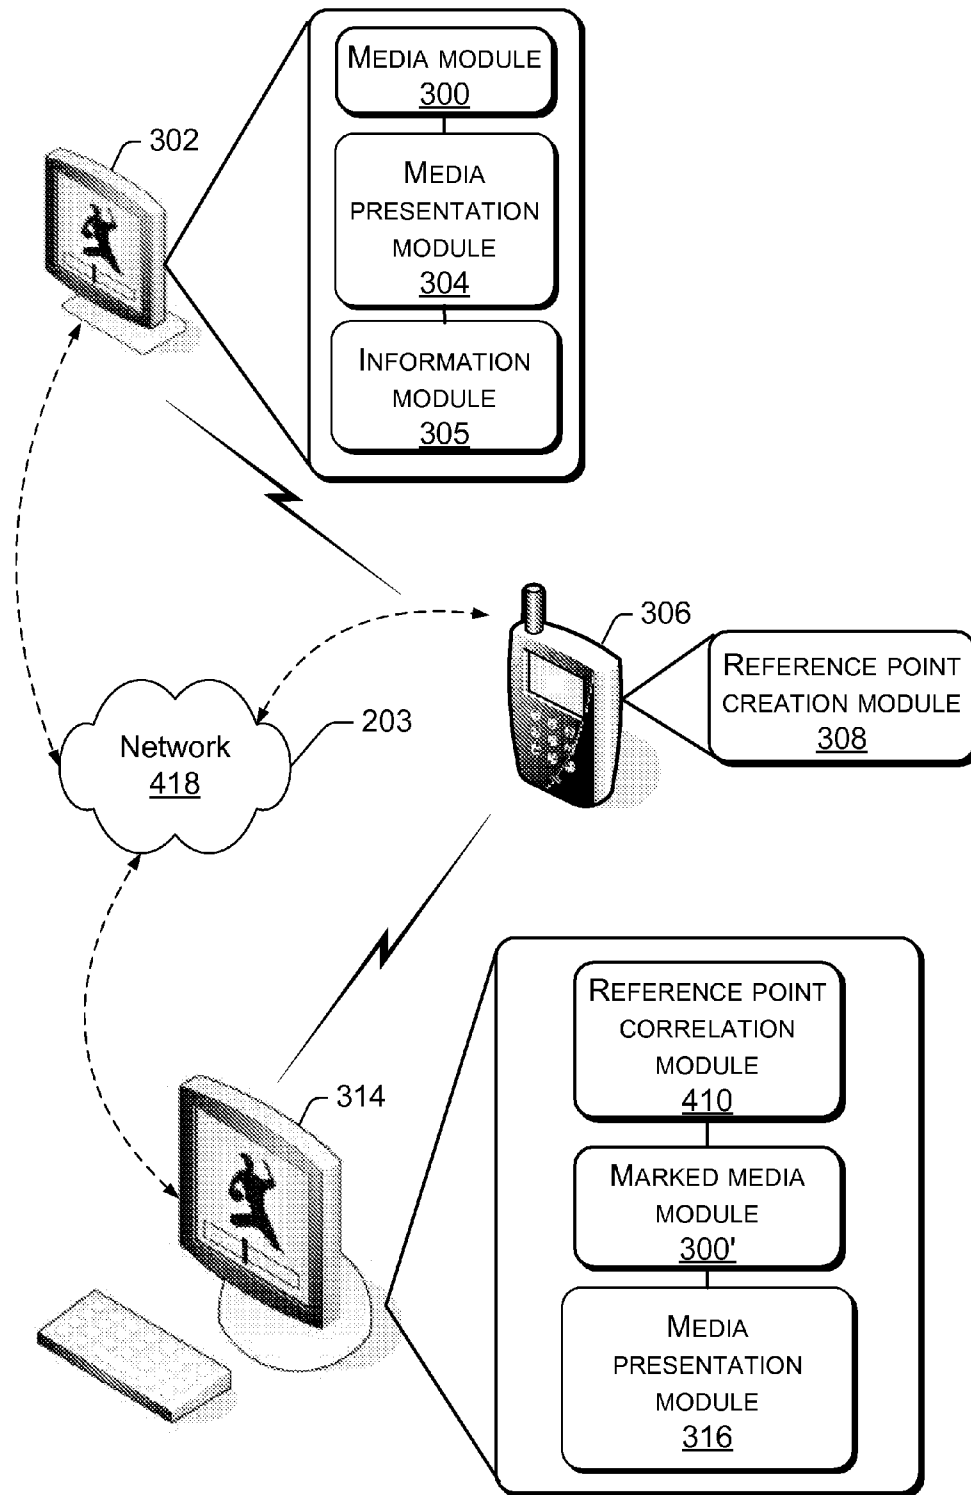 MEDIA MODULE
300
302
MEDIA
PRESENTATION
MODULE
304
INFORMATION
MODULE
305
306
REFERENCE POINT
CREATION MODULE
308
203
Network
418
REFERENCE POINT
CORRELATION
MODULE
410
314
MARKED MEDIA
MODULE
300'
MEDIA
PRESENTATION
MODULE
316